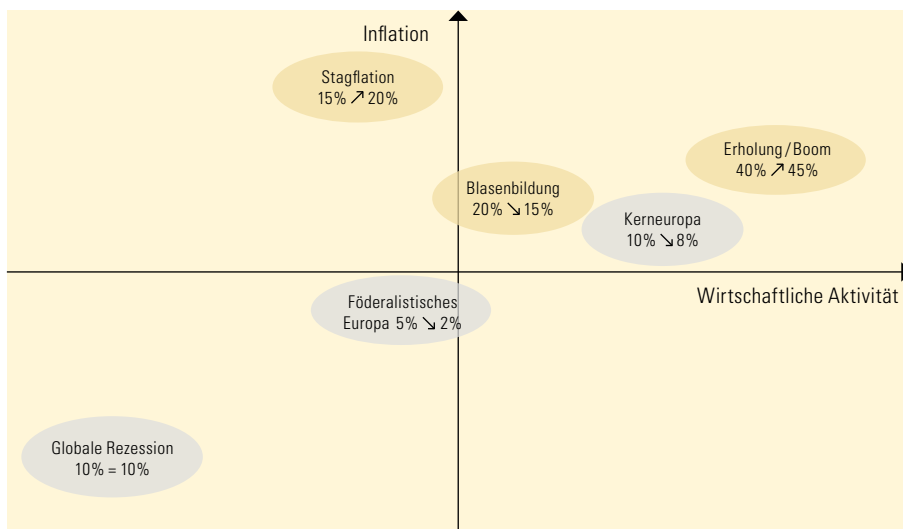 Inflation
Stagflation
15% ↗ 20%
Erholung/Boom
40% ↗ 45%
Blasenbildung
20% ↘ 15%
Kerneuropa
10% ↘ 8%
Wirtschaftliche Aktivität
Föderalistisches
Europa 5% ↘ 2%
Globale Rezession
10% = 10%